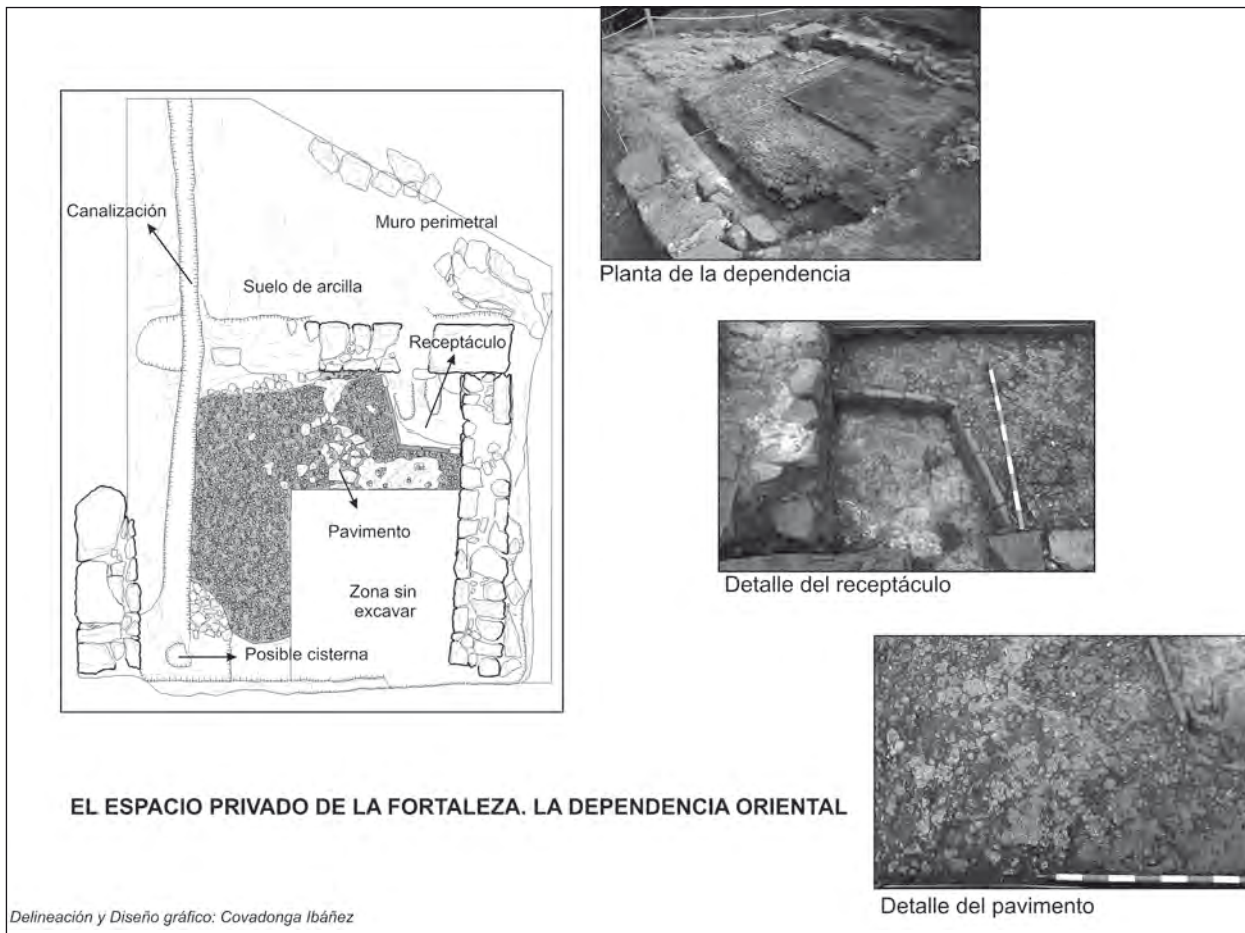 Canalización
Muro perimetral
Suelo de arcilla
Receptáculo
Pavimento
Zona sin
excavar
Posible cisterna
Planta de la dependencia
Detalle del receptáculo
Detalle del pavimento
EL ESPACIO PRIVADO DE LA FORTALEZA. LA DEPENDENCIA ORIENTAL
Delineación y Diseño gráfico: Covadonga Ibáñez